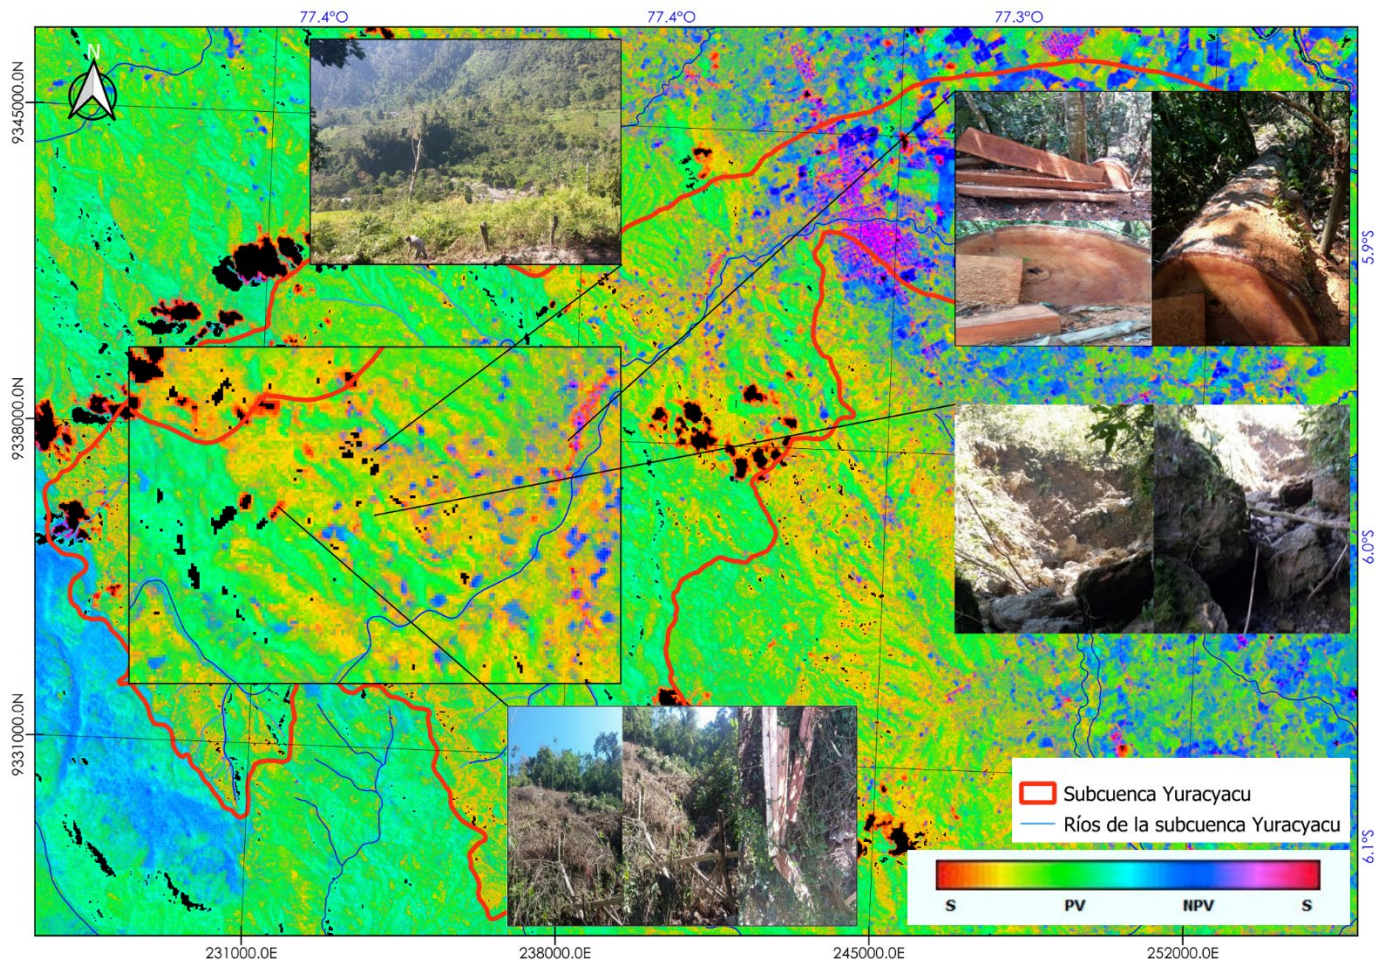 77.4°O
77.4°O
77.3°O
N
9345000.0N
9338000.0N
9331000.0N
5.9°S
6.0°S
6.1°S
Subcuenca Yuracyacu
Ríos de la subcuenca Yuracyacu
S PV NPV S
231000.0E
238000.0E
245000.0E
252000.0E